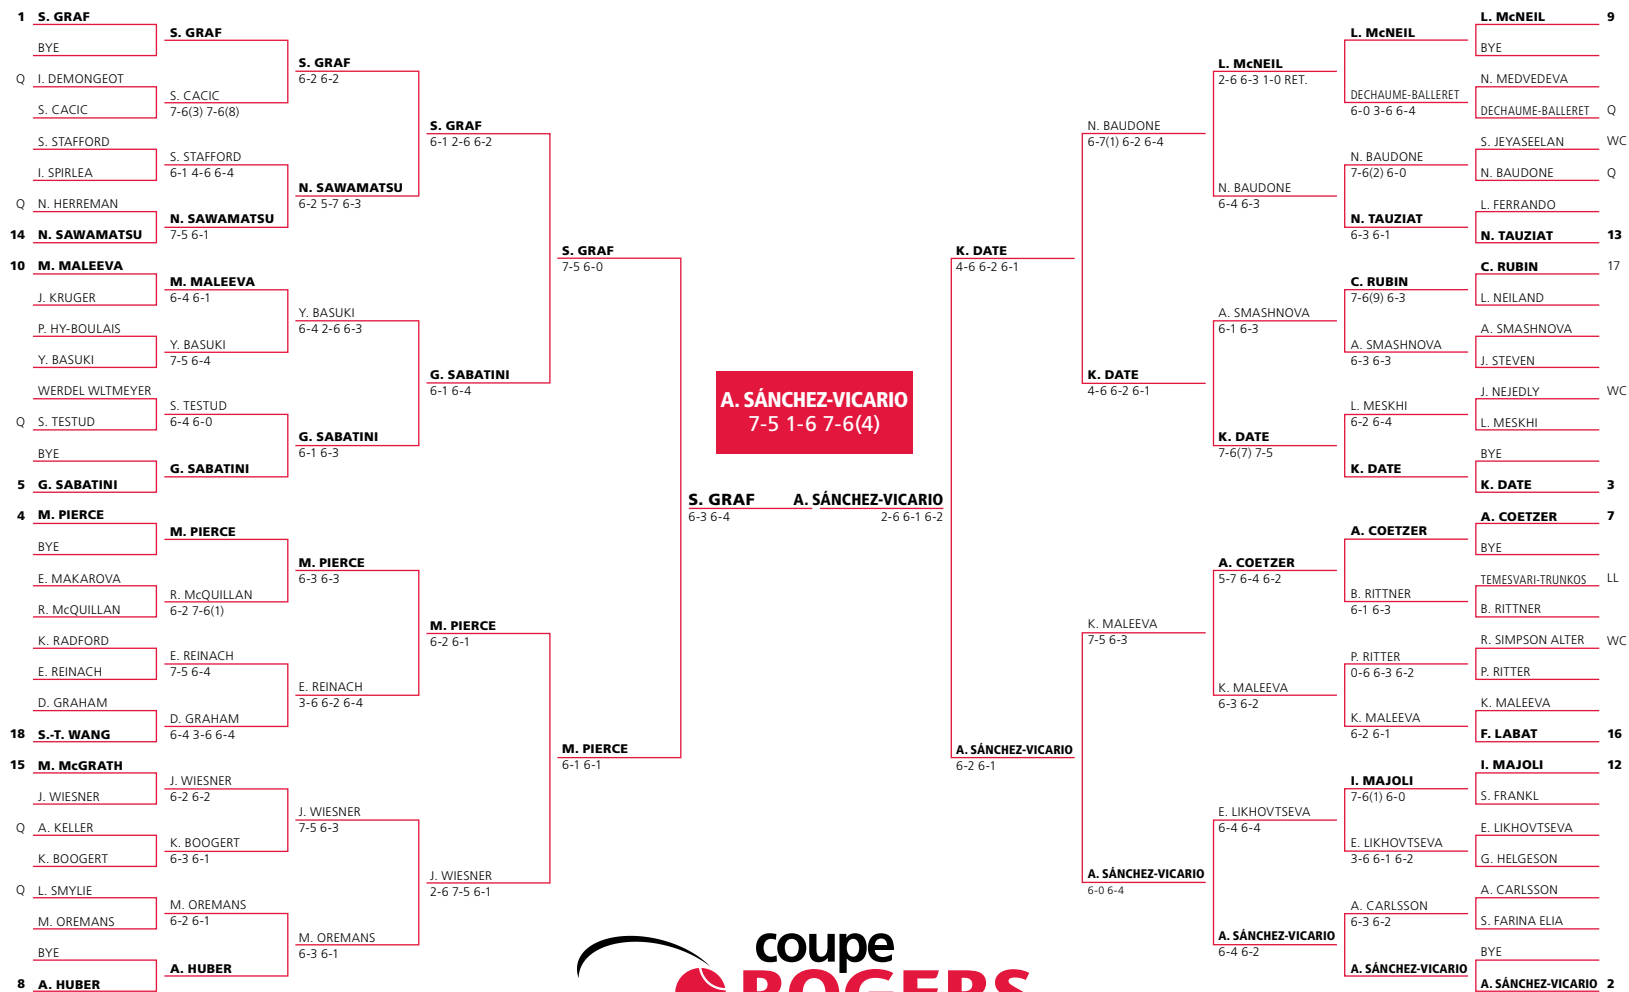 1 S. GRAF
BYE
Q I. DEMONGEOT
S. CACIC
S. STAFFORD
I. SPIRLEA
Q N. HERREMAN
14 N. SAWAMATSU
10 M. MALEEVA
J. KRUGER
P. HY-BOULAIS
Y. BASUKI
WERDEL WLTMEYER
Q S. TESTUD
BYE
5 G. SABATINI
4 M. PIERCE
BYE
E. MAKAROVA
R. McQUILLAN
K. RADFORD
E. REINACH
D. GRAHAM
18 S.-T. WANG
15 M. McGRATH
J. WIESNER
Q A. KELLER
K. BOOGERT
Q L. SMYLIE
M. OREMANS
BYE
8 A. HUBER
S. GRAF
S. CACIC
7-6(3) 7-6(8)
S. STAFFORD
6-1 4-6 6-4
N. SAWAMATSU
7-5 6-1
M. MALEEVA
6-4 6-1
Y. BASUKI
7-5 6-4
S. TESTUD
6-4 6-0
G. SABATINI
M. PIERCE
R. McQUILLAN
6-2 7-6(1)
E. REINACH
7-5 6-4
D. GRAHAM
6-4 3-6 6-4
J. WIESNER
6-2 6-2
K. BOOGERT
6-3 6-1
M. OREMANS
6-2 6-1
A. HUBER
S. GRAF
6-2 6-2
N. SAWAMATSU
6-2 5-7 6-3
Y. BASUKI
6-4 2-6 6-3
G. SABATINI
6-1 6-3
M. PIERCE
6-3 6-3
E. REINACH
3-6 6-2 6-4
J. WIESNER
7-5 6-3
M. OREMANS
6-3 6-1
S. GRAF
6-1 2-6 6-2
G. SABATINI
6-1 6-4
M. PIERCE
6-2 6-1
J. WIESNER
2-6 7-5 6-1
S. GRAF
7-5 6-0
M. PIERCE
6-1 6-1
S. GRAF
6-3 6-4
A. SÁNCHEZ-VICARIO
7-5 1-6 7-6(4)
A. SÁNCHEZ-VICARIO
2-6 6-1 6-2
K. DATE
4-6 6-2 6-1
A. SÁNCHEZ-VICARIO
6-2 6-1
N. BAUDONE
6-7(1) 6-2 6-4
K. DATE
4-6 6-2 6-1
K. MALEEVA
7-5 6-3
A. SÁNCHEZ-VICARIO
6-0 6-4
L. McNEIL
2-6 6-3 1-0 RET.
N. BAUDONE
6-4 6-3
A. SMASHNOVA
6-1 6-3
K. DATE
7-6(7) 7-5
A. COETZER
5-7 6-4 6-2
K. MALEEVA
6-3 6-2
E. LIKHOVTSEVA
6-4 6-4
A. SÁNCHEZ-VICARIO
6-4 6-2
L. McNEIL
DECHAUME-BALLERET
6-0 3-6 6-4
N. BAUDONE
7-6(2) 6-0
N. TAUZIAT
6-3 6-1
C. RUBIN
7-6(9) 6-3
A. SMASHNOVA
6-3 6-3
L. MESKHI
6-2 6-4
K. DATE
A. COETZER
B. RITTNER
6-1 6-3
P. RITTER
0-6 6-3 6-2
K. MALEEVA
6-2 6-1
I. MAJOLI
7-6(1) 6-0
E. LIKHOVTSEVA
3-6 6-1 6-2
A. CARLSSON
6-3 6-2
A. SÁNCHEZ-VICARIO
L. McNEIL 9
BYE
N. MEDVEDEVA
DECHAUME-BALLERET Q
S. JEYASEELAN WC
N. BAUDONE Q
L. FERRANDO
N. TAUZIAT 13
C. RUBIN 17
L. NEILAND
A. SMASHNOVA
J. STEVEN
J. NEJEDLY WC
L. MESKHI
BYE
K. DATE 3
A. COETZER 7
BYE
TEMESVARI-TRUNKOS LL
B. RITTNER
R. SIMPSON ALTER WC
P. RITTER
K. MALEEVA
F. LABAT 16
I. MAJOLI 12
S. FRANKL
E. LIKHOVTSEVA
G. HELGESON
A. CARLSSON
S. FARINA ELIA
BYE
A. SÁNCHEZ-VICARIO 2
coupe
ROGERS